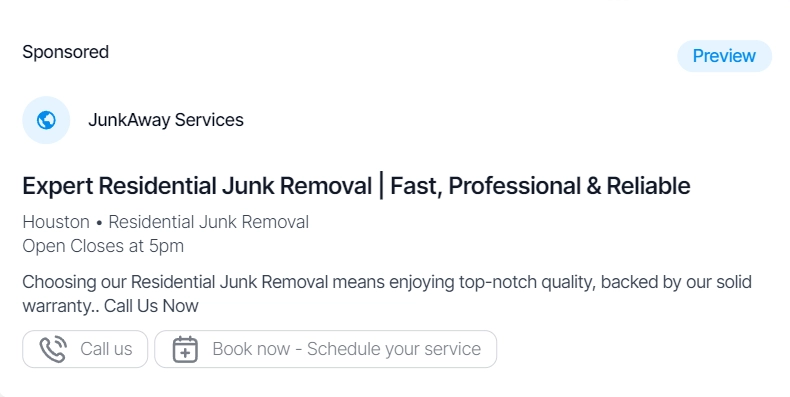 Sponsored
Preview
JunkAway Services
Expert Residential Junk Removal | Fast, Professional & Reliable
Houston • Residential Junk Removal
Open Closes at 5pm
Choosing our Residential Junk Removal means enjoying top-notch quality, backed by our solid
warranty.. Call Us Now
Call us
Book now - Schedule your service